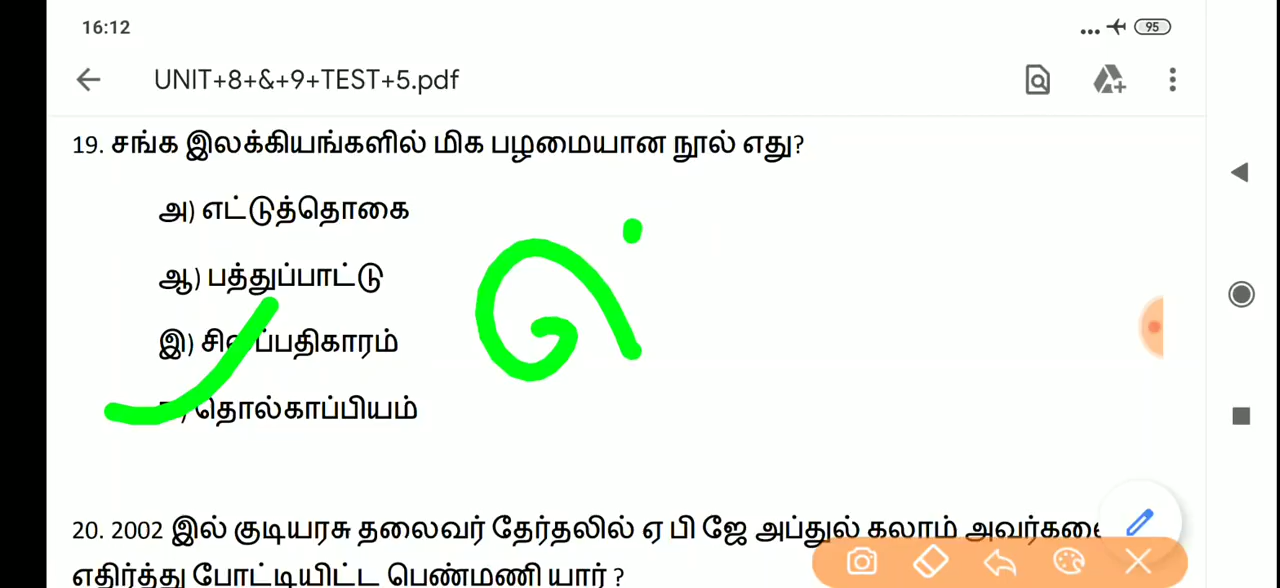 16:12
95
UNIT+8+&+9+TEST+5.pdf
19. சங்க இலக்கியங்களில் மிக பழமையான நூல் எது?
அ) எட்டுத்தொகை
ஆ) பத்துப்பாட்டு
இ) சிலப்பதிகாரம்
தொல்காப்பியம்
20. 2002 இல் குடியரசு தலைவர் தேர்தலில் ஏ பி ஜே அப்துல் கலாம்
எதிர்த்து போட்டியிட்ட பெண்மணி யார் ?